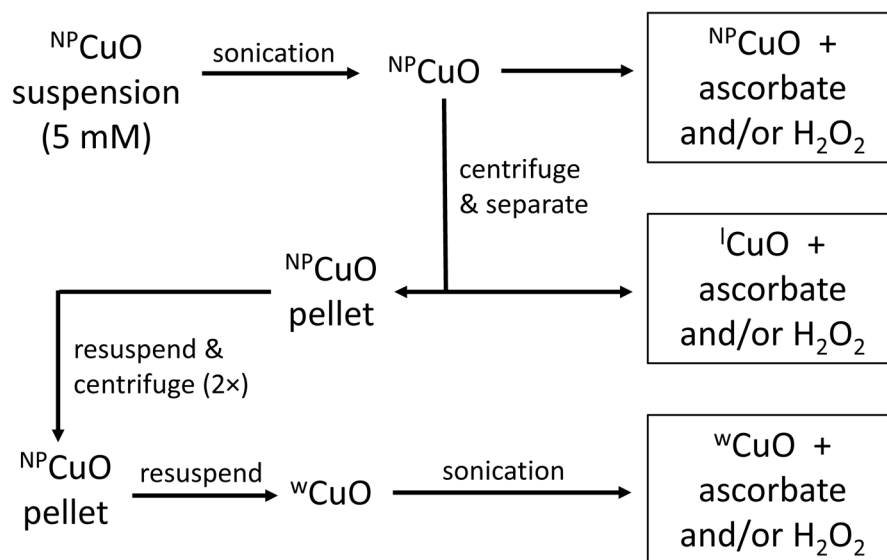 ᴺᴾCuO
suspension
(5 mM)
sonication
ᴺᴾCuO
ᴺᴾCuO +
ascorbate
and/or H₂O₂
centrifuge
& separate
ᴺᴾCuO
pellet
ˡCuO +
ascorbate
and/or H₂O₂
resuspend &
centrifuge (2×)
ᴺᴾCuO
pellet
resuspend
ʷCuO
sonication
ʷCuO +
ascorbate
and/or H₂O₂